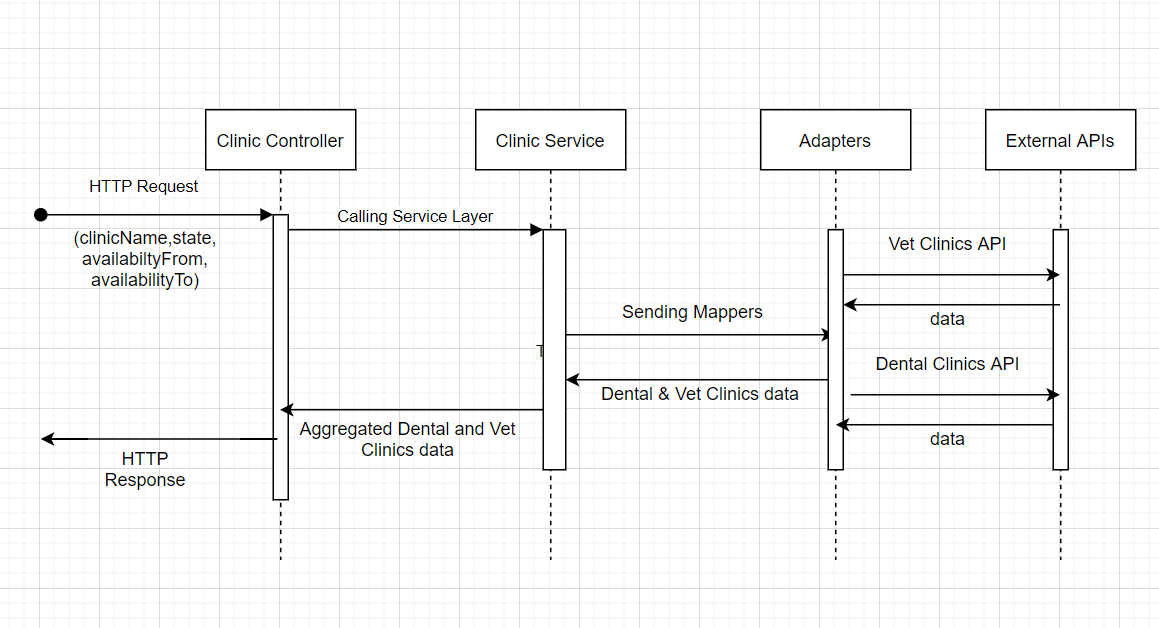 Clinic Controller
Clinic Service
Adapters
External APIs
HTTP Request
(clinicName,state,
availabiltyFrom,
availabilityTo)
Calling Service Layer
Vet Clinics API
data
Sending Mappers
T
Dental Clinics API
Dental & Vet Clinics data
Aggregated Dental and Vet
Clinics data
data
HTTP
Response